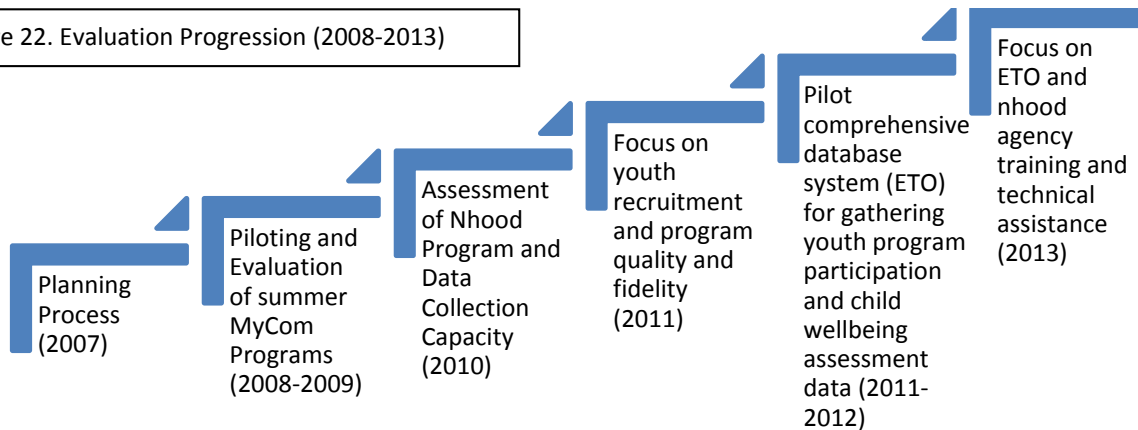 e 22. Evaluation Progression (2008-2013)
Planning
Process
(2007)
Piloting and
Evaluation
of summer
MyCom
Programs
(2008-2009)
Assessment
of Nhood
Program and
Data
Collection
Capacity
(2010)
Focus on
youth
recruitment
and program
quality and
fidelity
(2011)
Pilot
comprehensive
database
system (ETO)
for gathering
youth program
participation
and child
wellbeing
assessment
data (2011-
2012)
Focus on
ETO and
nhood
agency
training and
technical
assistance
(2013)